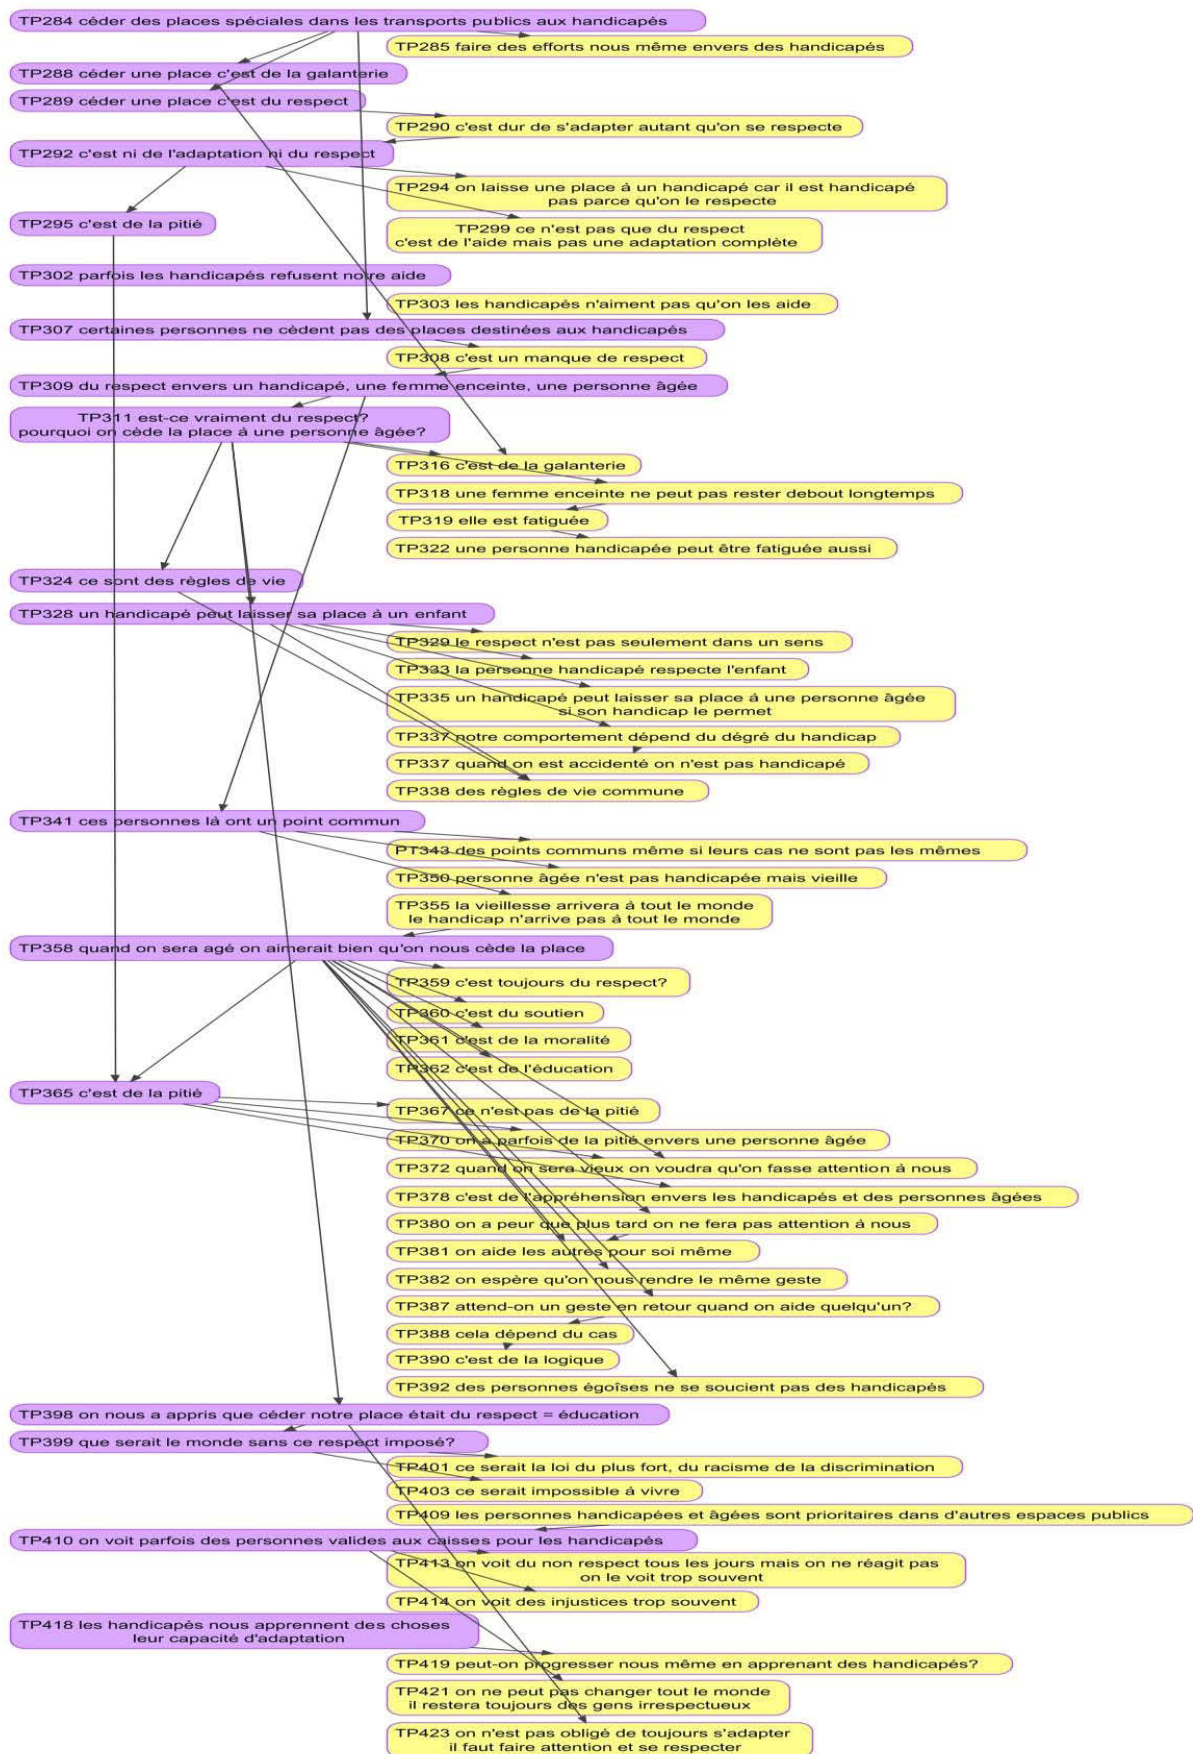 TP284 céder des places spéciales dans les transports publics aux handicapés
TP285 faire des efforts nous même envers des handicapés
TP288 céder une place c'est de la galanterie
TP289 céder une place c'est du respect
TP290 c'est dur de s'adapter autant qu'on se respecte
TP292 c'est ni de l'adaptation ni du respect
TP294 on laisse une place à un handicapé car il est handicapé
pas parce qu'on le respecte
TP295 c'est de la pitié
TP299 ce n'est pas que du respect
c'est de l'aide mais pas une adaptation complète
TP302 parfois les handicapés refusent notre aide
TP303 les handicapés n'aiment pas qu'on les aide
TP307 certaines personnes ne cèdent pas des places destinées aux handicapés
TP308 c'est un manque de respect
TP309 du respect envers un handicapé, une femme enceinte, une personne âgée
TP311 est-ce vraiment du respect?
pourquoi on cède la place à une personne âgée?
TP316 c'est de la galanterie
TP318 une femme enceinte ne peut pas rester debout longtemps
TP319 elle est fatiguée
TP322 une personne handicapée peut être fatiguée aussi
TP324 ce sont des règles de vie
TP328 un handicapé peut laisser sa place à un enfant
TP329 le respect n'est pas seulement dans un sens
TP333 la personne handicapé respecte l'enfant
TP335 un handicapé peut laisser sa place à une personne âgée
si son handicap le permet
TP337 notre comportement dépend du dégré du handicap
TP337 quand on est accidenté on n'est pas handicapé
TP338 des règles de vie commune
TP341 ces personnes là ont un point commun
PT343 des points communs même si leurs cas ne sont pas les mêmes
TP350 personne âgée n'est pas handicapée mais vieille
TP355 la vieillesse arrivera à tout le monde
le handicap n'arrive pas à tout le monde
TP358 quand on sera agé on aimerait bien qu'on nous cède la place
TP359 c'est toujours du respect?
TP360 c'est du soutien
TP361 c'est de la moralité
TP362 c'est de l'éducation
TP365 c'est de la pitié
TP367 ce n'est pas de la pitié
TP370 on a parfois de la pitié envers une personne âgée
TP372 quand on sera vieux on voudra qu'on fasse attention à nous
TP378 c'est de l'appréhension envers les handicapés et des personnes âgées
TP380 on a peur que plus tard on ne fera pas attention à nous
TP381 on aide les autres pour soi même
TP382 on espère qu'on nous rendre le même geste
TP387 attend-on un geste en retour quand on aide quelqu'un?
TP388 cela dépend du cas
TP390 c'est de la logique
TP392 des personnes égoïses ne se soucient pas des handicapés
TP398 on nous a appris que cèder notre place était du respect = éducation
TP399 que serait le monde sans ce respect imposé?
TP401 ce serait la loi du plus fort, du racisme de la discrimination
TP403 ce serait impossible à vivre
TP409 les personnes handicapées et âgées sont prioritaires dans d'autres espaces publics
TP410 on voit parfois des personnes valides aux caisses pour les handicapés
TP413 on voit du non respect tous les jours mais on ne réagit pas
on le voit trop souvent
TP414 on voit des injustices trop souvent
TP418 les handicapés nous apprennent des choses
leur capacité d'adaptation
TP419 peut-on progresser nous même en apprenant des handicapés?
TP421 on ne peut pas changer tout le monde
il restera toujours des gens irrespectueux
TP423 on n'est pas obligé de toujours s'adapter
il faut faire attention et se respecter